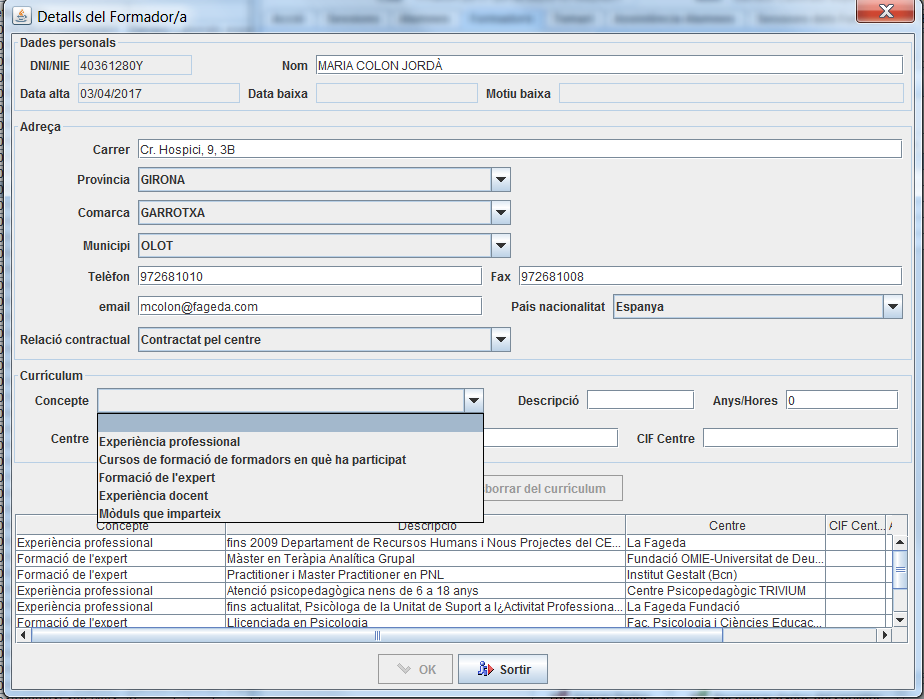 Detalls del Formador/a
Dades personals
DNI/NIE 40361280Y Nom MARIA COLON JORDÀ
Data alta 03/04/2017 Data baixa Motiu baixa
Adreça
Carrer Cr. Hospici, 9, 3B
Província GIRONA
Comarca GARROTXA
Municipi OLOT
Telèfon 972681010 Fax 972681008
email mcolon@fageda.com País nacionalitat Espanya
Relació contractual Contractat pel centre
Currículum
Concepte Descripció Anys/Hores 0
Centre CIF Centre
Experiència professional
Cursos de formació de formadors en què ha participat
Formació de l'expert
Experiència docent
Mòduls que imparteix
borrar del currículum
Concepte Descripció Centre CIF Cent...
Experiència professional fins 2009 Departament de Recursos Humans i Nous Projectes del CE... La Fageda
Formació de l'expert Màster en Teràpia Analítica Grupal Fundació OMIE-Universitat de Deu...
Formació de l'expert Practitioner i Master Practitioner en PNL Institut Gestalt (Bcn)
Experiència professional Atenció psicopedagògica nens de 6 a 18 anys Centre Psicopedagògic TRIVIUM
Experiència professional fins actualitat, Psicòloga de la Unitat de Suport a l¿Activitat Professiona... La Fageda Fundació
Formació de l'expert Llicenciada en Psicologia Fac. Psicologia i Ciències Educac...
OK Sortir